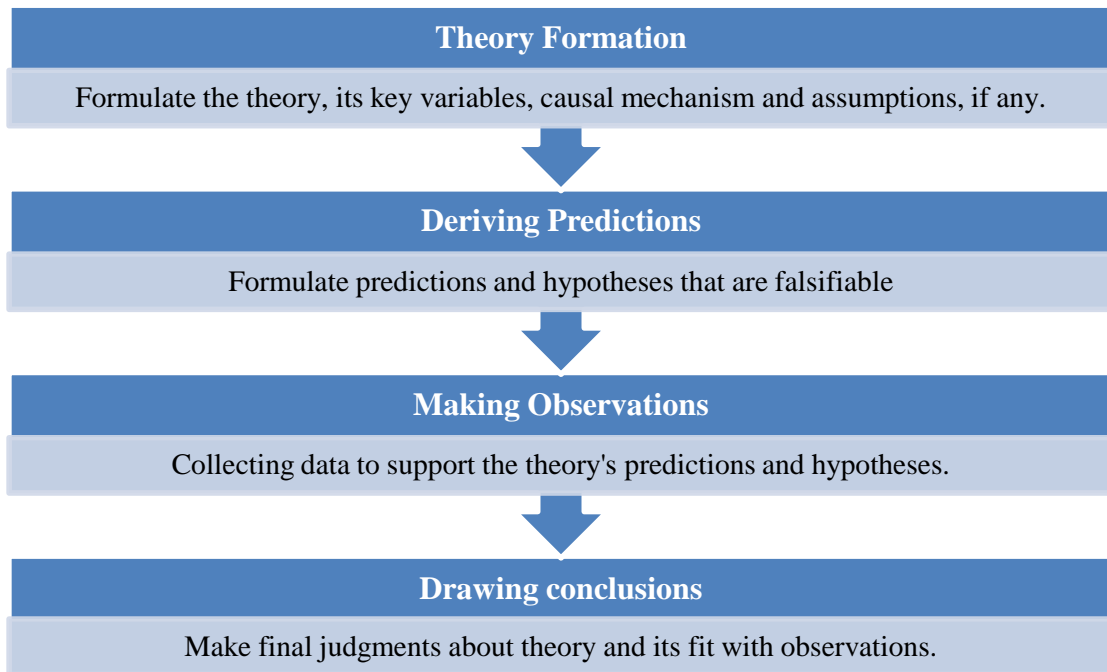 Theory Formation
Formulate the theory, its key variables, causal mechanism and assumptions, if any.
Deriving Predictions
Formulate predictions and hypotheses that are falsifiable
Making Observations
Collecting data to support the theory's predictions and hypotheses.
Drawing conclusions
Make final judgments about theory and its fit with observations.